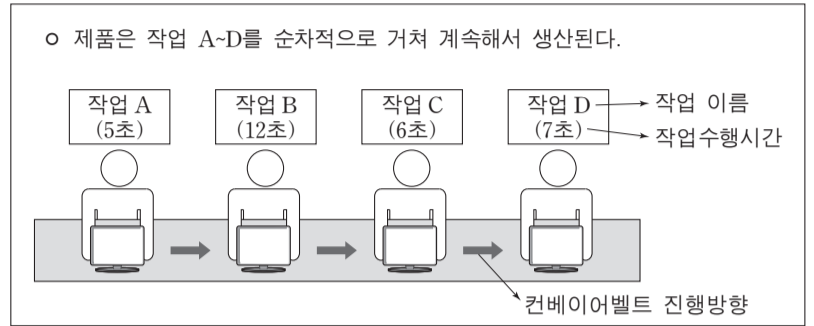 ○ 제품은 작업 A~D를 순차적으로 거쳐 계속해서 생산된다.
작업 A
(5초)
작업 B
(12초)
작업 C
(6초)
작업 D
(7초)
작업 이름
작업수행시간
컨베이어벨트 진행방향